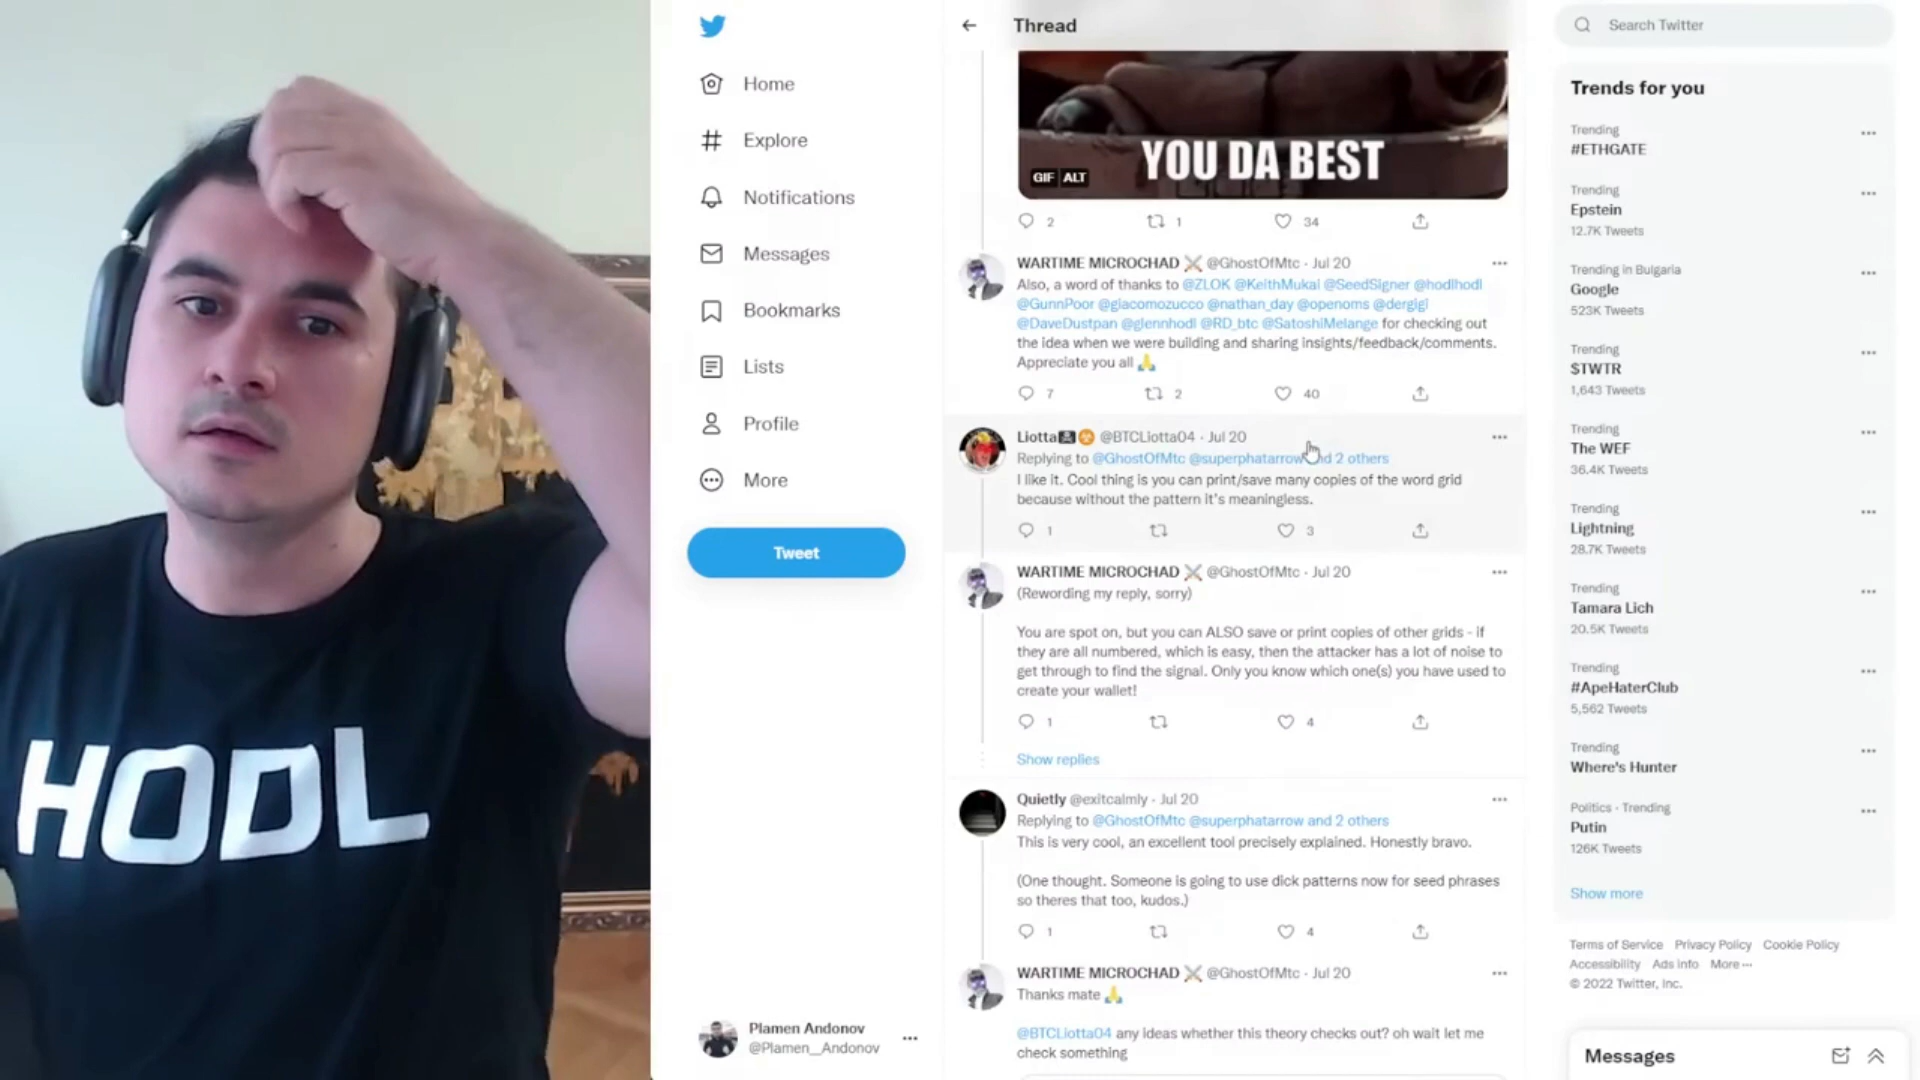 HODL
Home
Explore
Notifications
Messages
Bookmarks
Lists
Profile
More
Tweet
Plamen Andonov
@Plamen__Andonov
Thread
YOU DA BEST
GIF ALT
2 1 34
WARTIME MICROCHAD @GhostOfMtc · Jul 20
Also, a word of thanks to @ZLOK @KeithMukai @SeedSigner @hodlhodl
@GunnPoor @giacomozucco @nathan_day @openoms @dergigi
@DaveDustpan @glennhodl @RD_btc @SatoshiMelange for checking out
the idea when we were building and sharing insights/feedback/comments.
Appreciate you all 🙏
7 2 40
Liotta @BTCLiotta04 · Jul 20
Replying to @GhostOfMtc @superphatarrow and 2 others
I like it. Cool thing is you can print/save many copies of the word grid
because without the pattern it's meaningless.
1 3
WARTIME MICROCHAD @GhostOfMtc · Jul 20
(Rewording my reply, sorry)
You are spot on, but you can ALSO save or print copies of other grids - if
they are all numbered, which is easy, then the attacker has a lot of noise to
get through to find the signal. Only you know which one(s) you have used to
create your wallet!
1 4
Show replies
Quietly @exitcalmly · Jul 20
Replying to @GhostOfMtc @superphatarrow and 2 others
This is very cool, an excellent tool precisely explained. Honestly bravo.
(One thought. Someone is going to use dick patterns now for seed phrases
so theres that too, kudos.)
1 4
WARTIME MICROCHAD @GhostOfMtc · Jul 20
Thanks mate 🙏
@BTCLiotta04 any ideas whether this theory checks out? oh wait let me
check something
Search Twitter
Trends for you
Trending
#ETHGATE
Trending
Epstein
12.7K Tweets
Trending in Bulgaria
Google
523K Tweets
Trending
$TWTR
1,643 Tweets
Trending
The WEF
36.4K Tweets
Trending
Lightning
28.7K Tweets
Trending
Tamara Lich
20.5K Tweets
Trending
#ApeHaterClub
5,562 Tweets
Trending
Where's Hunter
Politics · Trending
Putin
126K Tweets
Show more
Terms of Service Privacy Policy Cookie Policy
Accessibility Ads info More ···
© 2022 Twitter, Inc.
Messages